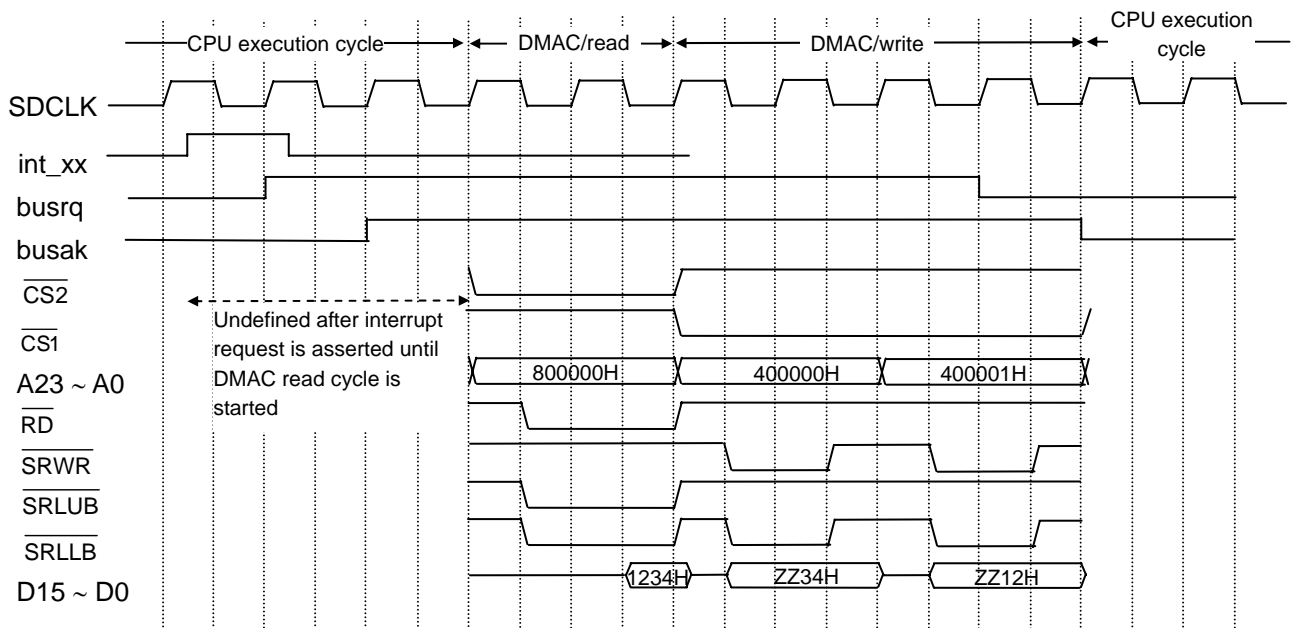 CPU execution cycle
DMAC/read
DMAC/write
CPU execution
cycle
SDCLK
int_xx
busrq
busak
CS2
Undefined after interrupt
request is asserted until
DMAC read cycle is
started
CS1
A23 ~ A0
800000H
400000H
400001H
RD
SRWR
SRLUB
SRLLB
D15 ~ D0
1234H
ZZ34H
ZZ12H